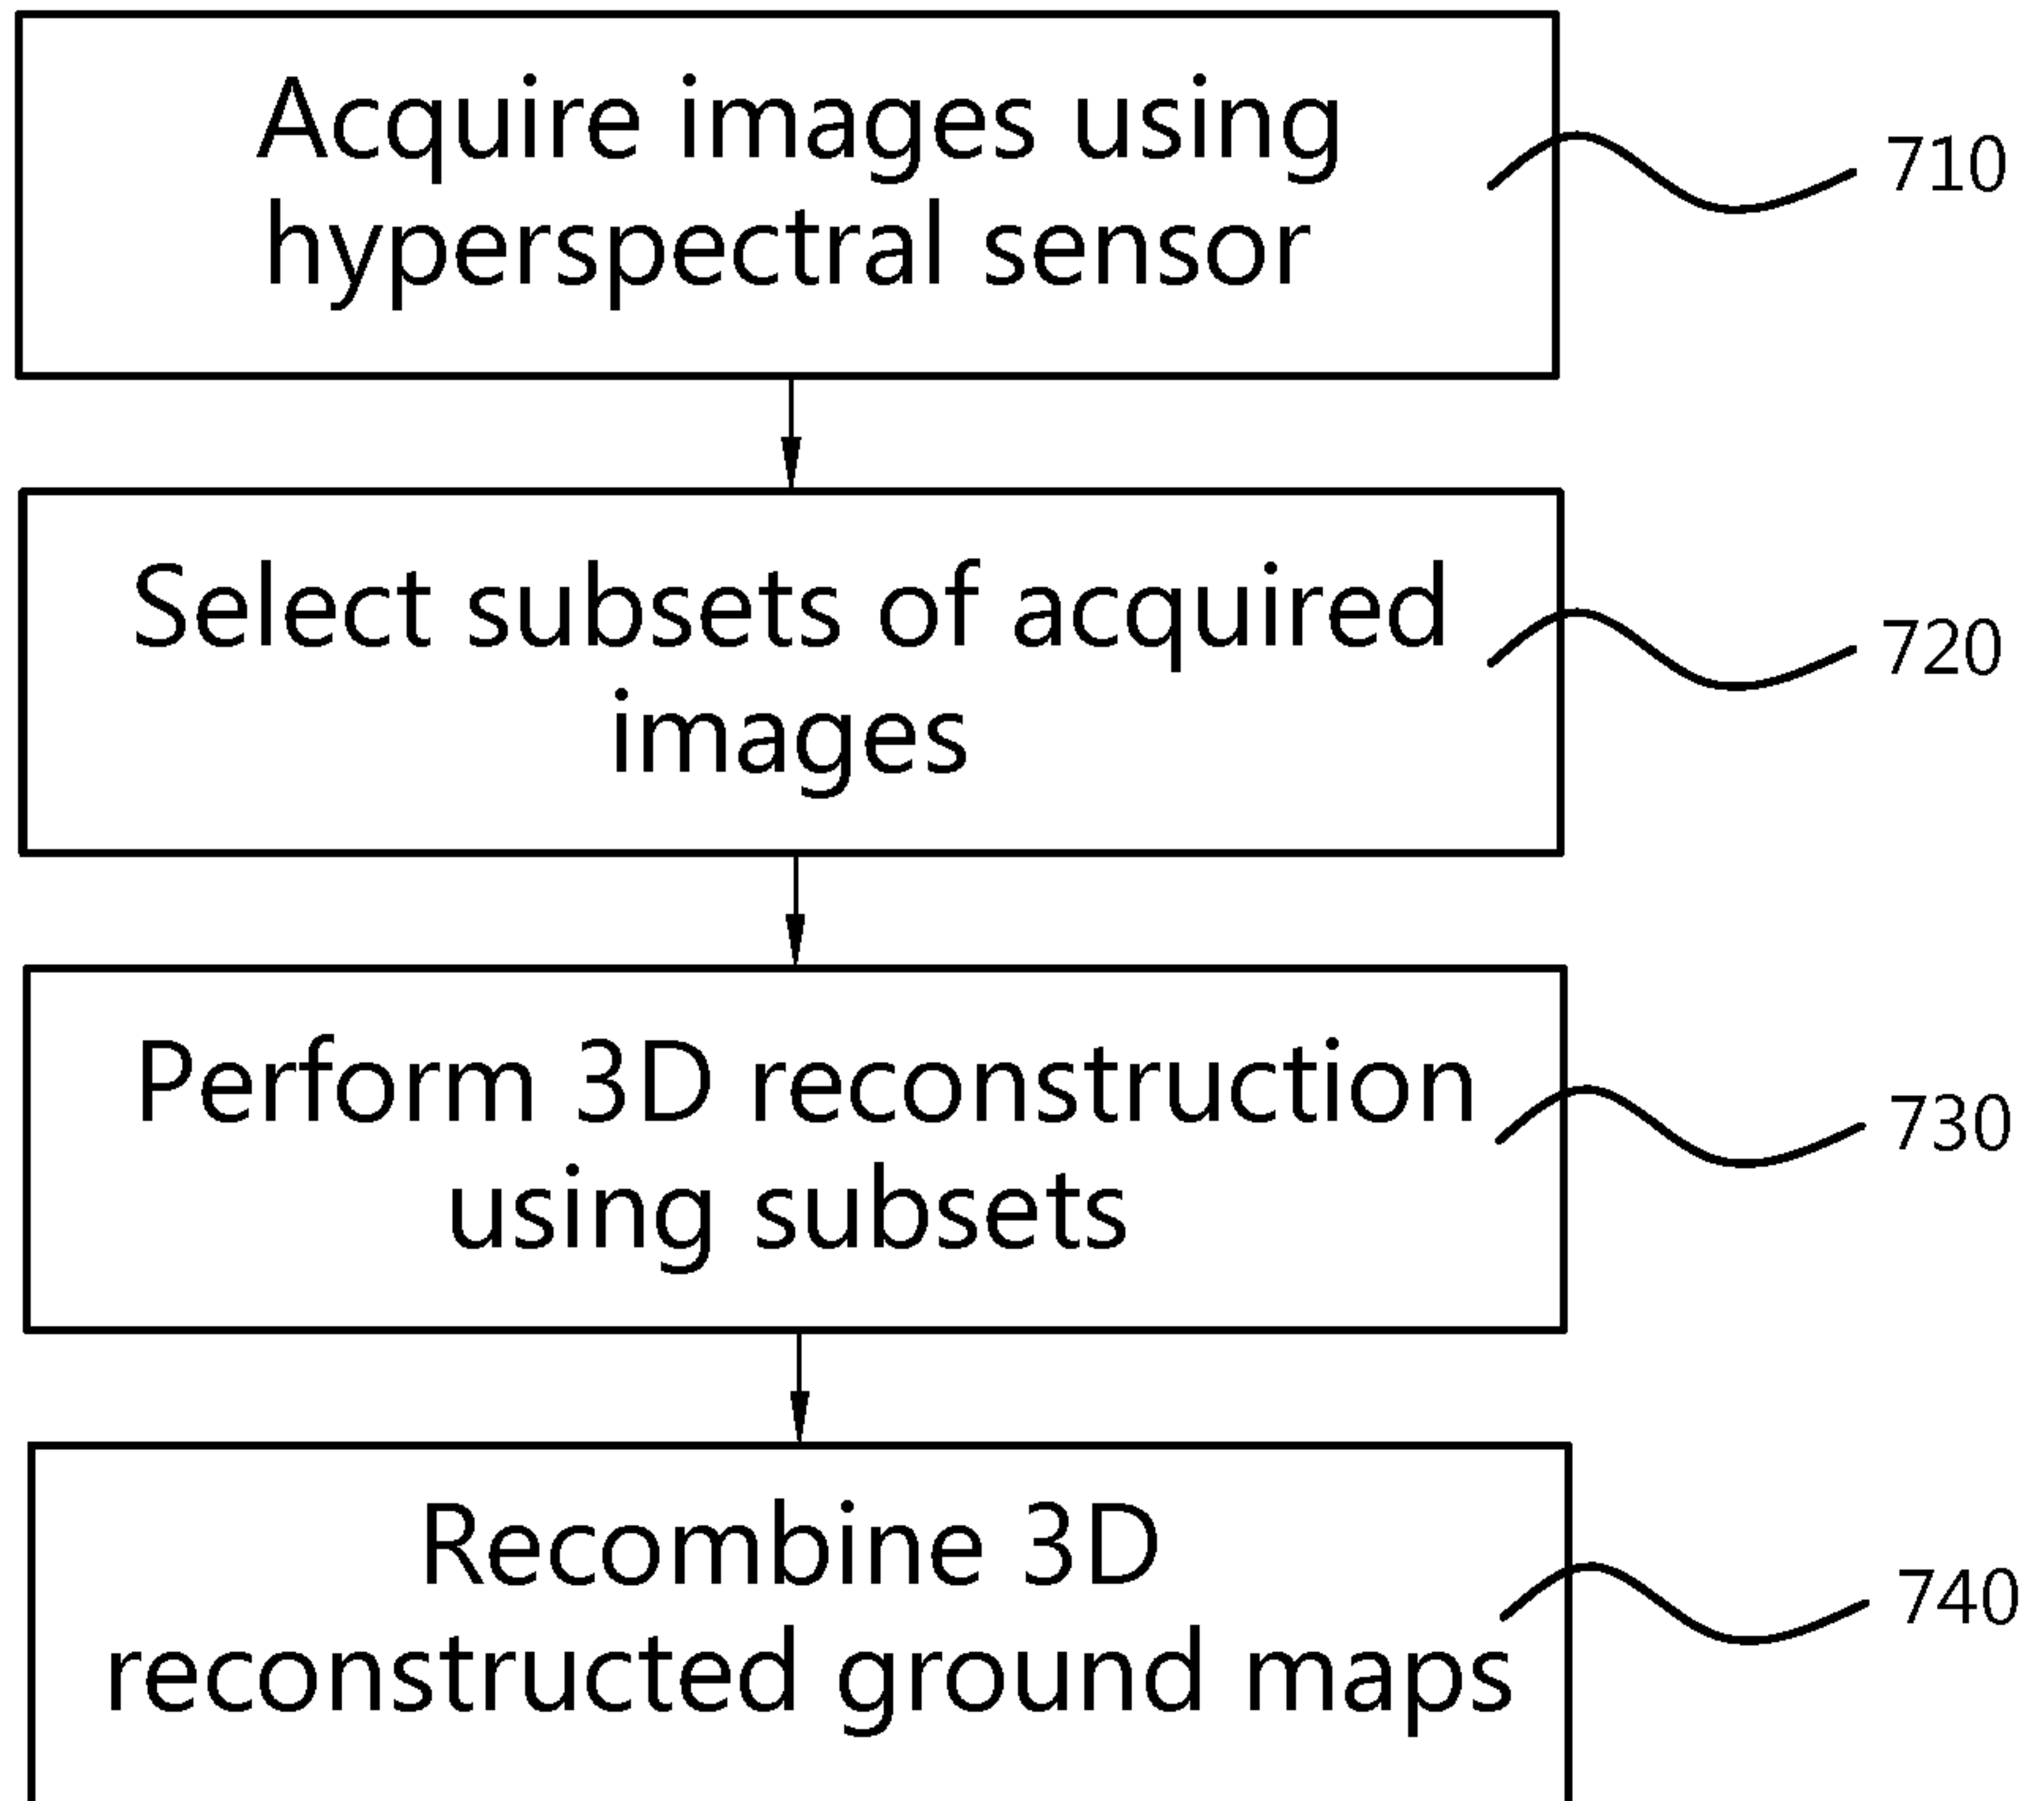 Acquire images using
hyperspectral sensor
710
Select subsets of acquired
images
720
Perform 3D reconstruction
using subsets
730
Recombine 3D
reconstructed ground maps
740